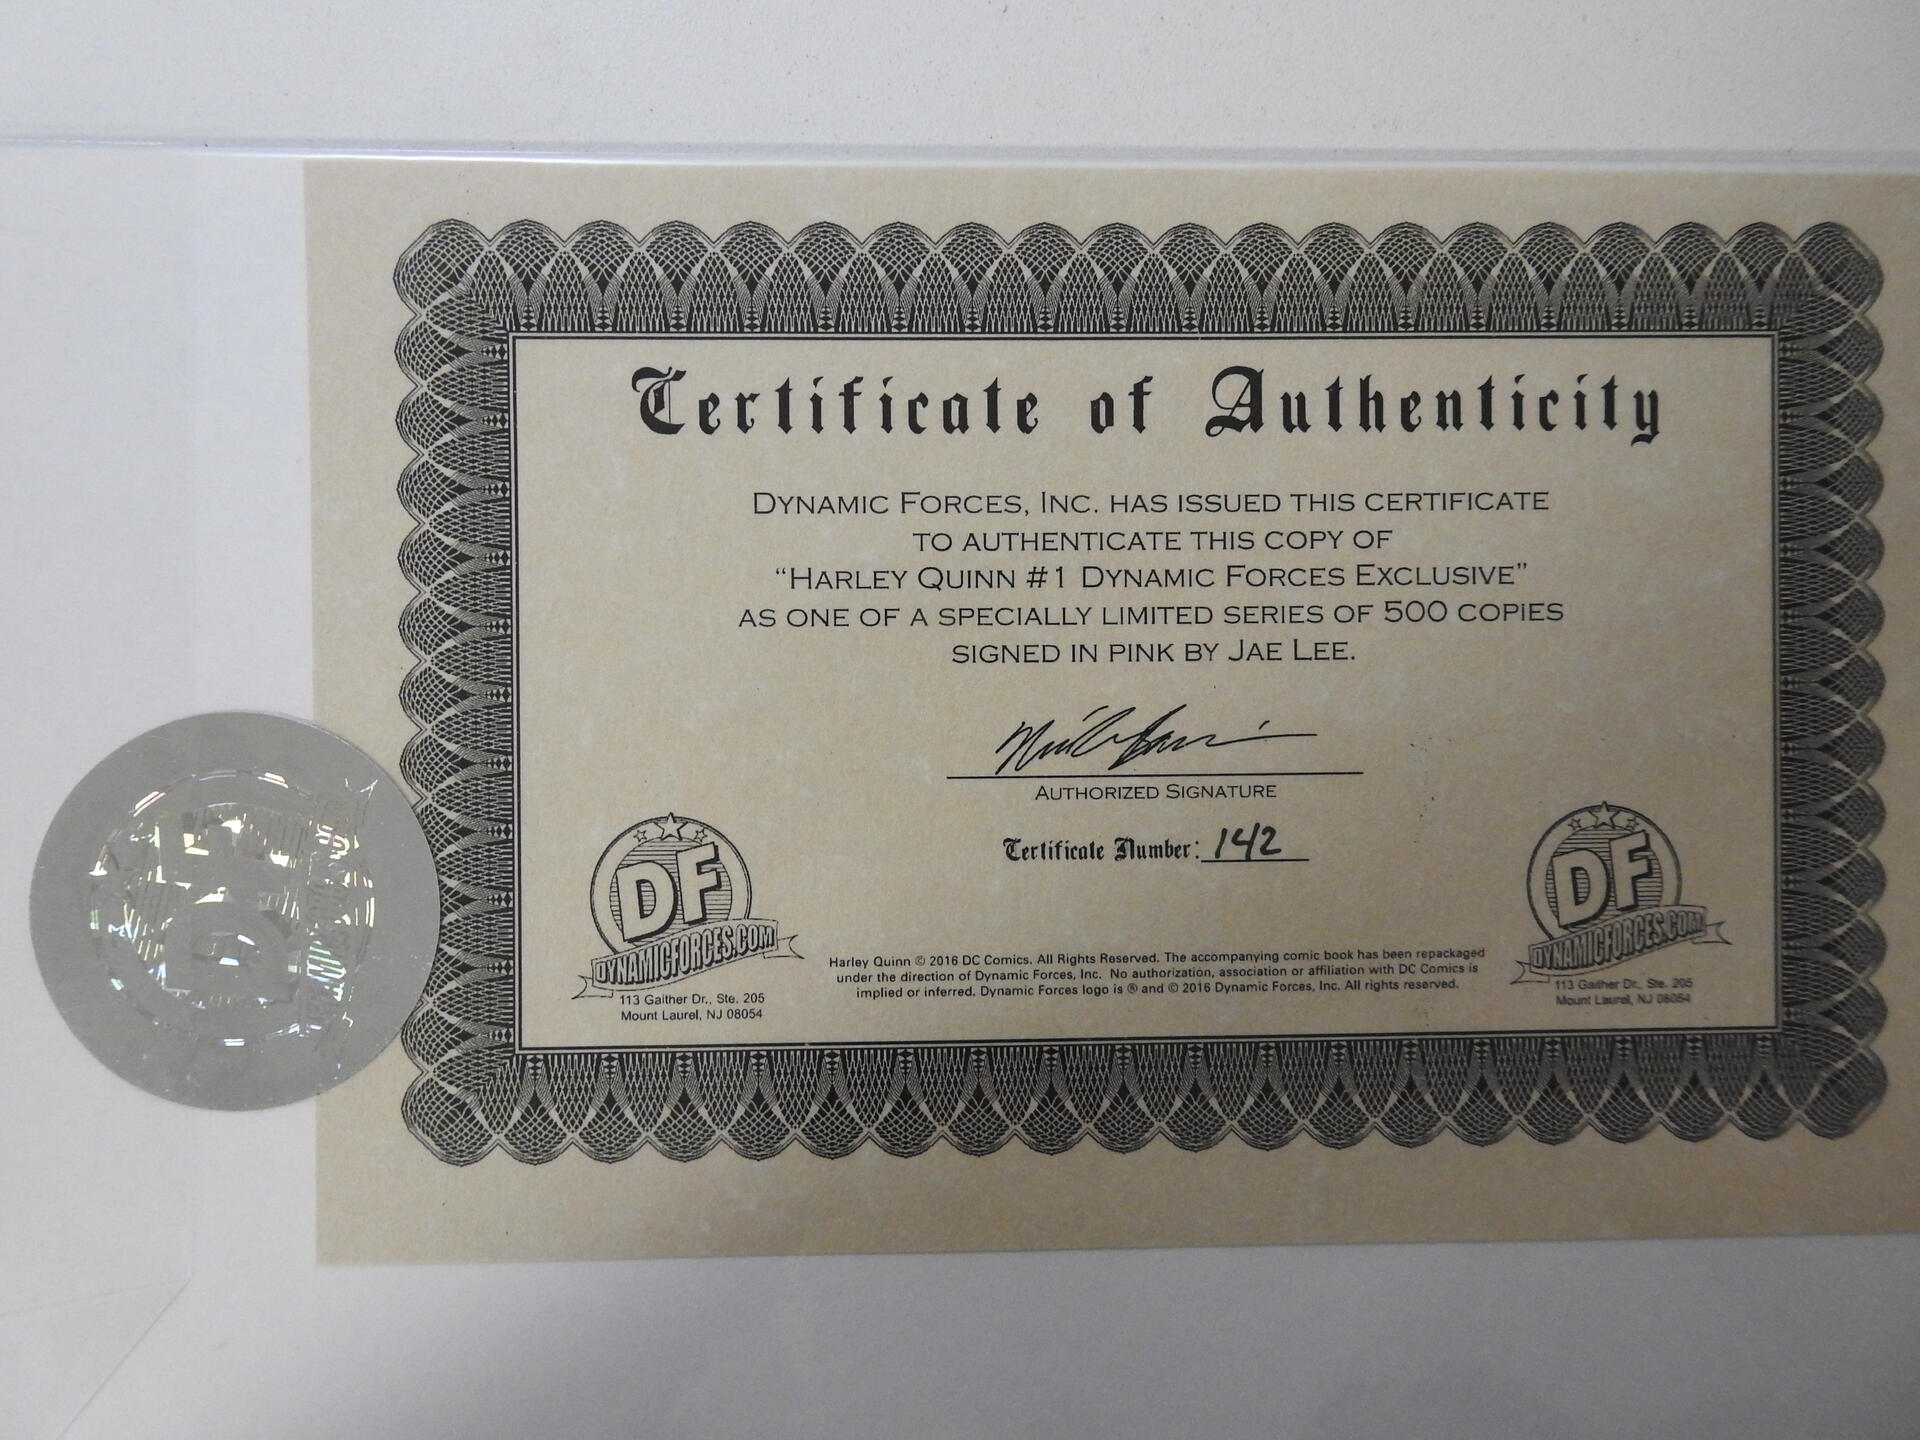 Certificate of Authenticity
DYNAMIC FORCES, INC. HAS ISSUED THIS CERTIFICATE
TO AUTHENTICATE THIS COPY OF
“HARLEY QUINN #1 DYNAMIC FORCES EXCLUSIVE”
AS ONE OF A SPECIALLY LIMITED SERIES OF 500 COPiES
SIGNED IN PINK BY JAE LEE.
AUTHORIZED SIGNATURE
Certificate Number: 142
DF
DYNAMICFORCES.COM
113 Gaither Dr., Ste. 205
Mount Laurel, NJ 08054
Harley Quinn © 2016 DC Comics. All Rights Reserved. The accompanying comic book has been repackaged
under the direction of Dynamic Forces, Inc. No authorization, association or affiliation with DC Comics is
implied or inferred. Dynamic Forces logo is ® and © 2016 Dynamic Forces, Inc. All rights reserved.
DF
DYNAMICFORCES.COM
113 Gaither Dr., Ste. 205
Mount Laurel, NJ 08054